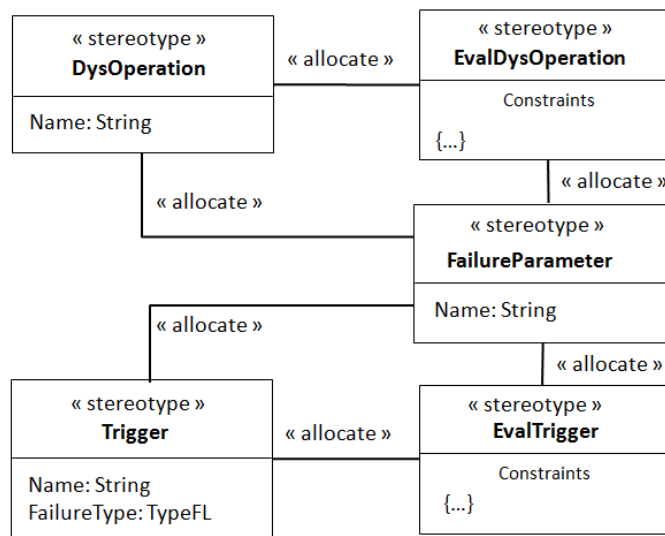 « stereotype »
DysOperation
Name: String
« allocate »
« stereotype »
EvalDysOperation
Constraints
{...}
« allocate »
« allocate »
« stereotype »
FailureParameter
Name: String
« allocate »
« allocate »
« stereotype »
Trigger
Name: String
FailureType: TypeFL
« allocate »
« stereotype »
EvalTrigger
Constraints
{...}